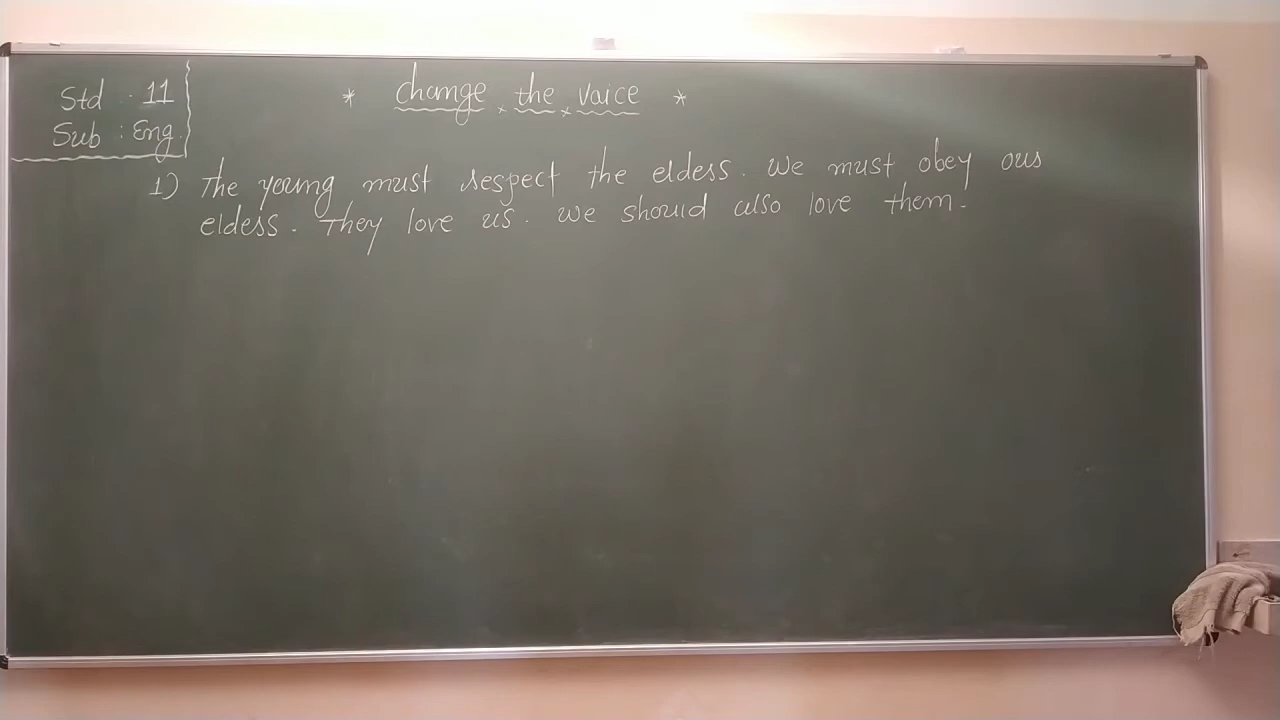 Std : 11
Sub : Eng.
* change the voice *
1) The young must respect the elders. We must obey our
elders. They love us. We should also love them.